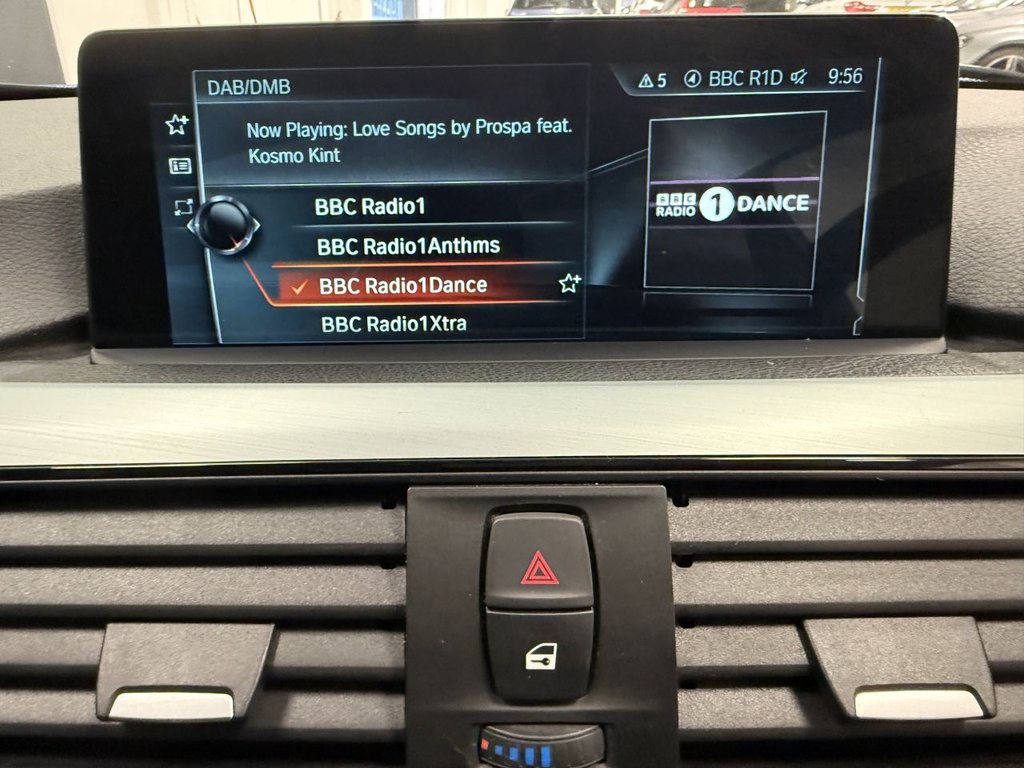 DAB/DMB
5 BBC R1D 9:56
Now Playing: Love Songs by Prospa feat.
Kosmo Kint
BBC Radio1
BBC Radio1Anthms
BBC Radio1Dance
BBC Radio1Xtra
BBC
RADIO 1 DANCE